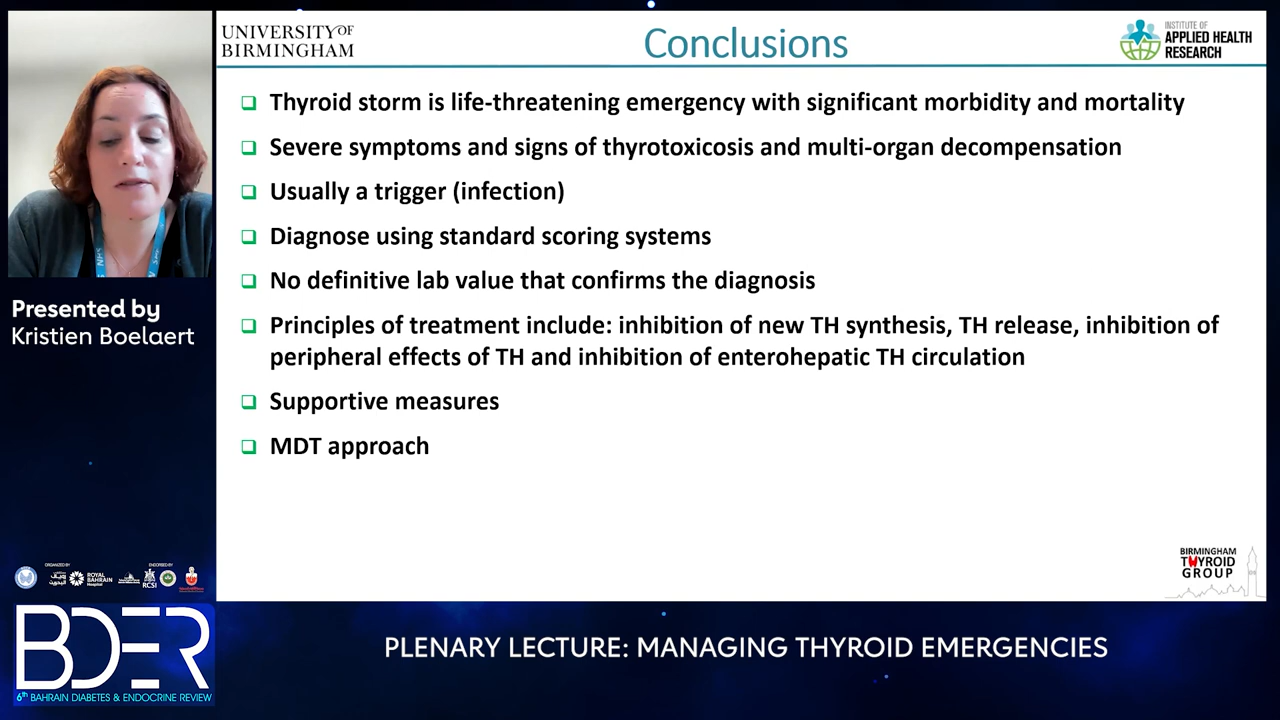 UNIVERSITY OF
BIRMINGHAM
Conclusions
INSTITUTE OF
APPLIED HEALTH
RESEARCH
Thyroid storm is life-threatening emergency with significant morbidity and mortality
Severe symptoms and signs of thyrotoxicosis and multi-organ decompensation
Usually a trigger (infection)
Diagnose using standard scoring systems
No definitive lab value that confirms the diagnosis
Principles of treatment include: inhibition of new TH synthesis, TH release, inhibition of
peripheral effects of TH and inhibition of enterohepatic TH circulation
Supportive measures
MDT approach
BIRMINGHAM
THYROID
GROUP
NHS
Presented by
Kristien Boelaert
ORGANIZED BY
ENDORSED BY
ROYAL
BAHRAIN
Hospital
RCSI
BDER
6th BAHRAIN DIABETES & ENDOCRINE REVIEW
PLENARY LECTURE: MANAGING THYROID EMERGENCIES